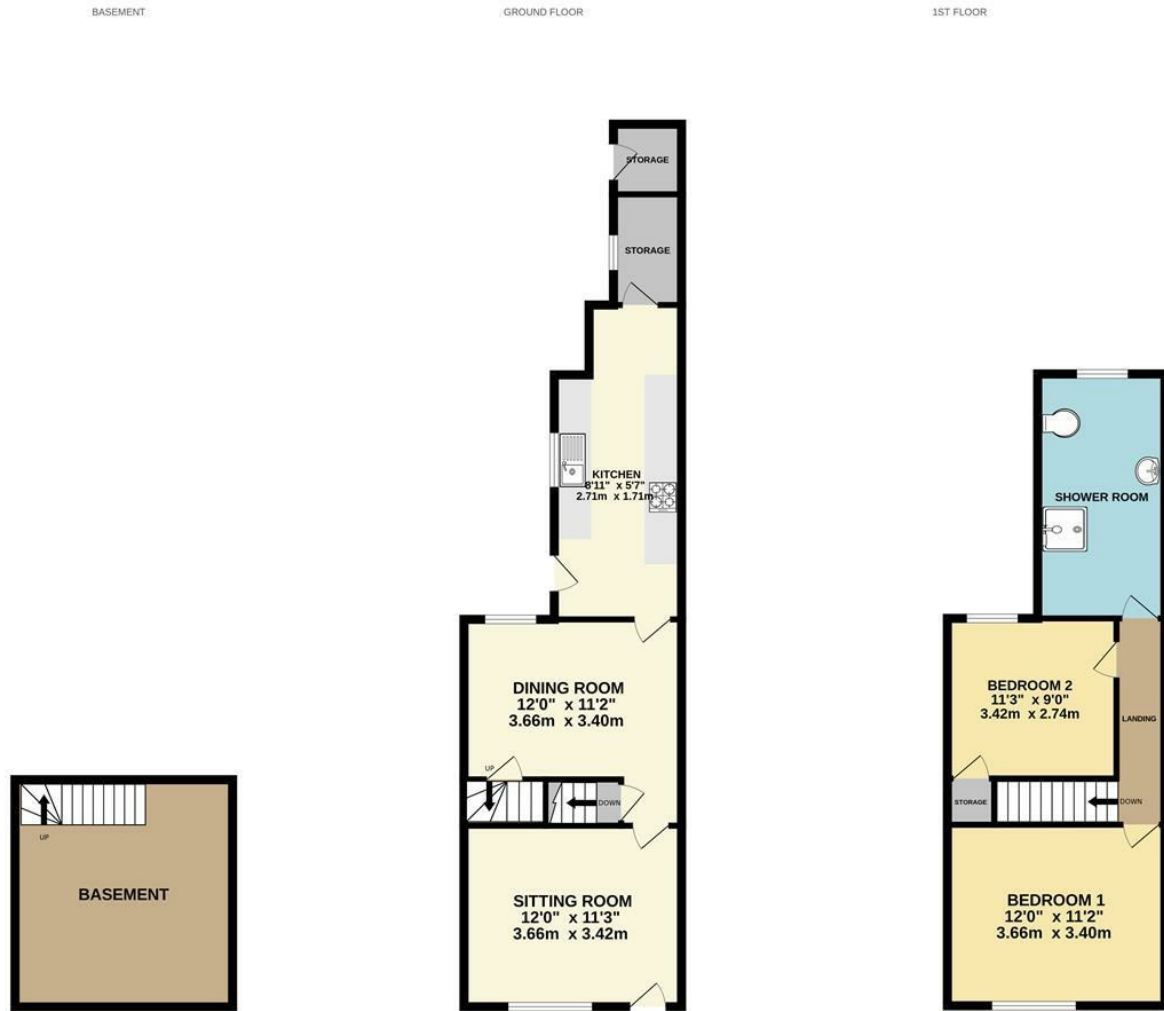 BASEMENT
GROUND FLOOR
1ST FLOOR
STORAGE
STORAGE
KITCHEN
8'11" x 5'7"
2.71m x 1.71m
DINING ROOM
12'0" x 11'2"
3.66m x 3.40m
UP
DOWN
SITTING ROOM
12'0" x 11'3"
3.66m x 3.42m
UP
BASEMENT
SHOWER ROOM
BEDROOM 2
11'3" x 9'0"
3.42m x 2.74m
LANDING
STORAGE
DOWN
BEDROOM 1
12'0" x 11'2"
3.66m x 3.40m